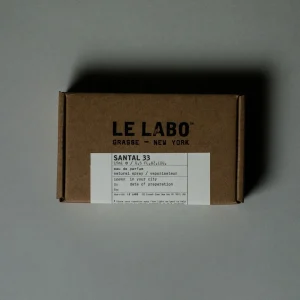 LE LABO
GRASSE — NEW YORK
SANTAL 33
eau de parfum
natural spray / vaporisateur
in your city
date of preparation